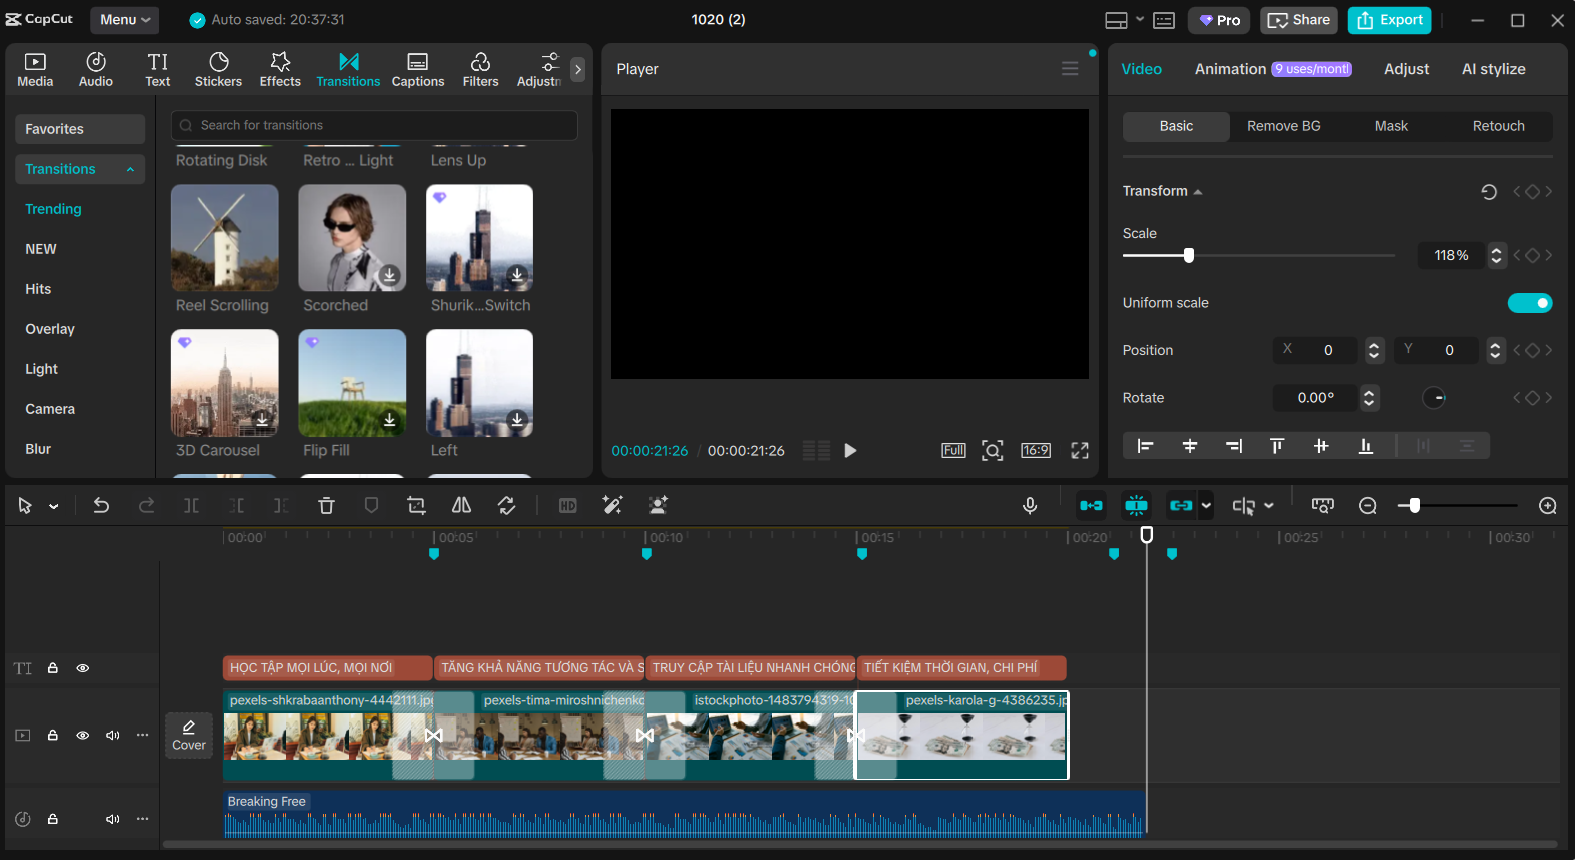 CapCut
Menu
Auto saved: 20:37:31
1020 (2)
Pro
Share
Export
Media
Audio
Text
Stickers
Effects
Transitions
Captions
Filters
Adjustn
Player
Video
Animation
9 uses/mont
Adjust
AI stylize
Favorites
Transitions
Trending
NEW
Hits
Overlay
Light
Camera
Blur
Search for transitions
Rotating Disk
Retro ... Light
Lens Up
Reel Scrolling
Scorched
Shurik...Switch
3D Carousel
Flip Fill
Left
00:00:21:26 / 00:00:21:26
Full
16:9
Basic
Remove BG
Mask
Retouch
Transform
Scale
118%
Uniform scale
Position
X 0
Y 0
Rotate
0.00°
HD
00:00
00:05
00:10
00:15
00:20
00:25
00:30
TI
HỌC TẬP MỌI LÚC, MỌI NƠI
TĂNG KHẢ NĂNG TƯƠNG TÁC VÀ S
TRUY CẬP TÀI LIỆU NHANH CHÓNG
TIẾT KIỆM THỜI GIAN, CHI PHÍ
Cover
pexels-shkrabaanthony-4442111.jpg
pexels-tima-miroshnichenko
istockphoto-1483794319-10
pexels-karola-g-4386235.jp
Breaking Free